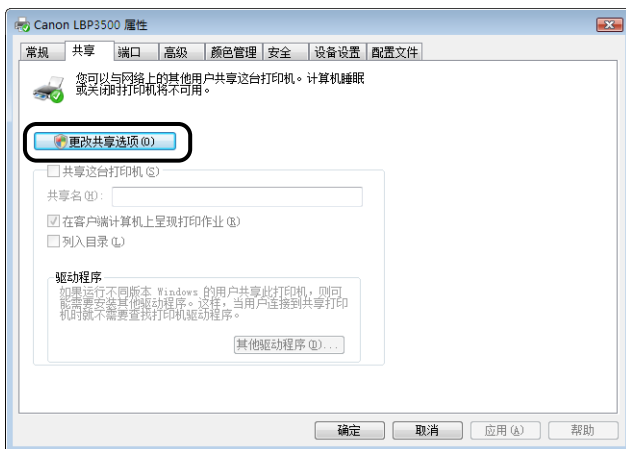 Canon LBP3500 属性
常规 共享 端口 高级 颜色管理 安全 设备设置 配置文件
您可以与网络上的其他用户共享这台打印机。计算机睡眠
或关闭时打印机将不可用。
更改共享选项(O)
共享这台打印机(S)
共享名(H):
在客户端计算机上呈现打印作业(R)
列入目录(L)
驱动程序
如果运行不同版本 Windows 的用户共享此打印机，则可
能需要安装其他驱动程序。这样，当用户连接到共享打印
机时就不需要查找打印机驱动程序。
其他驱动程序(D)...
确定 取消 应用(A) 帮助